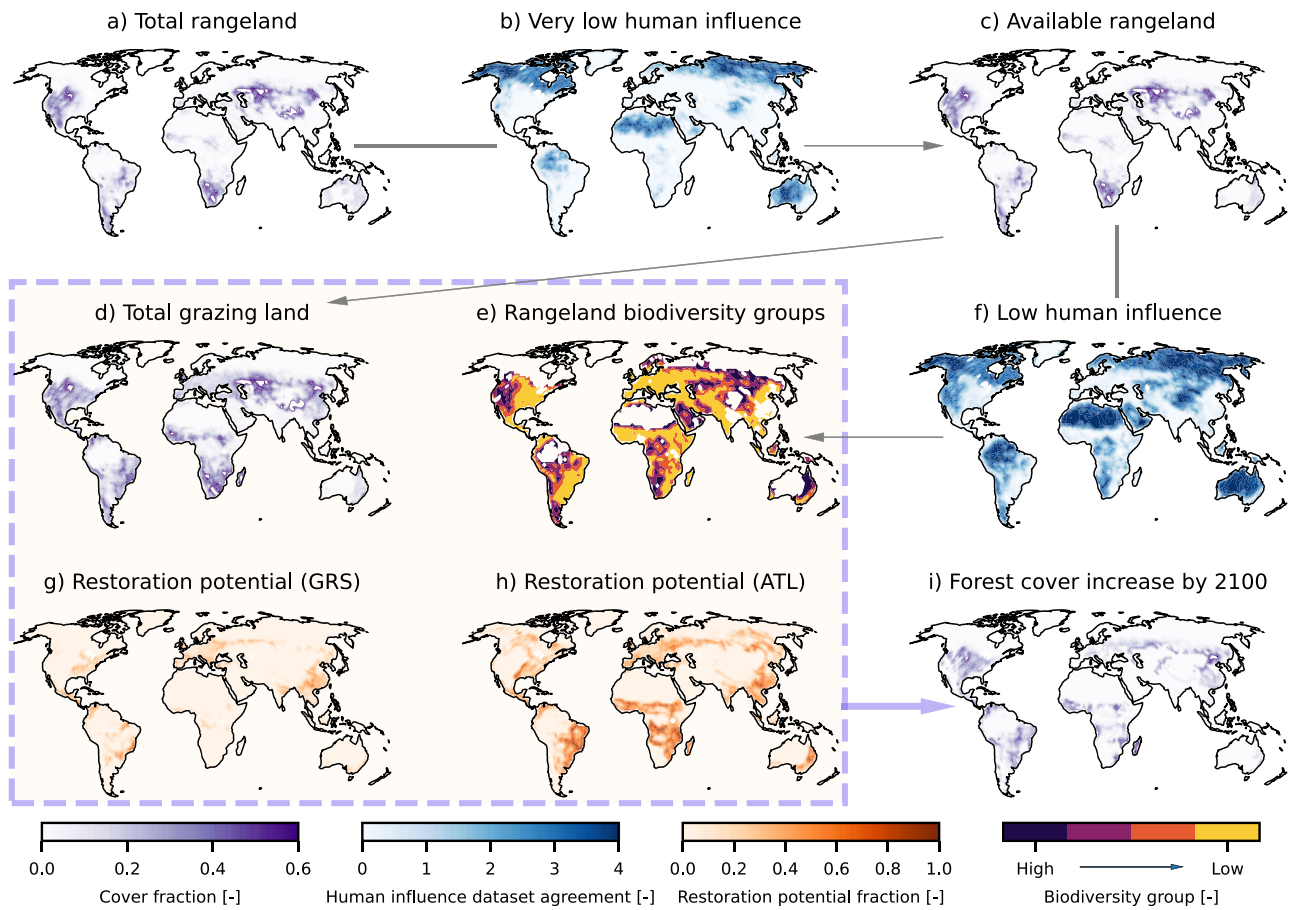 a) Total rangeland
b) Very low human influence
c) Available rangeland
d) Total grazing land
e) Rangeland biodiversity groups
f) Low human influence
g) Restoration potential (GRS)
h) Restoration potential (ATL)
i) Forest cover increase by 2100
0.0 0.2 0.4 0.6
Cover fraction [-]
0 1 2 3 4
Human influence dataset agreement [-]
0.0 0.2 0.4 0.6 0.8 1.0
Restoration potential fraction [-]
High Low
Biodiversity group [-]